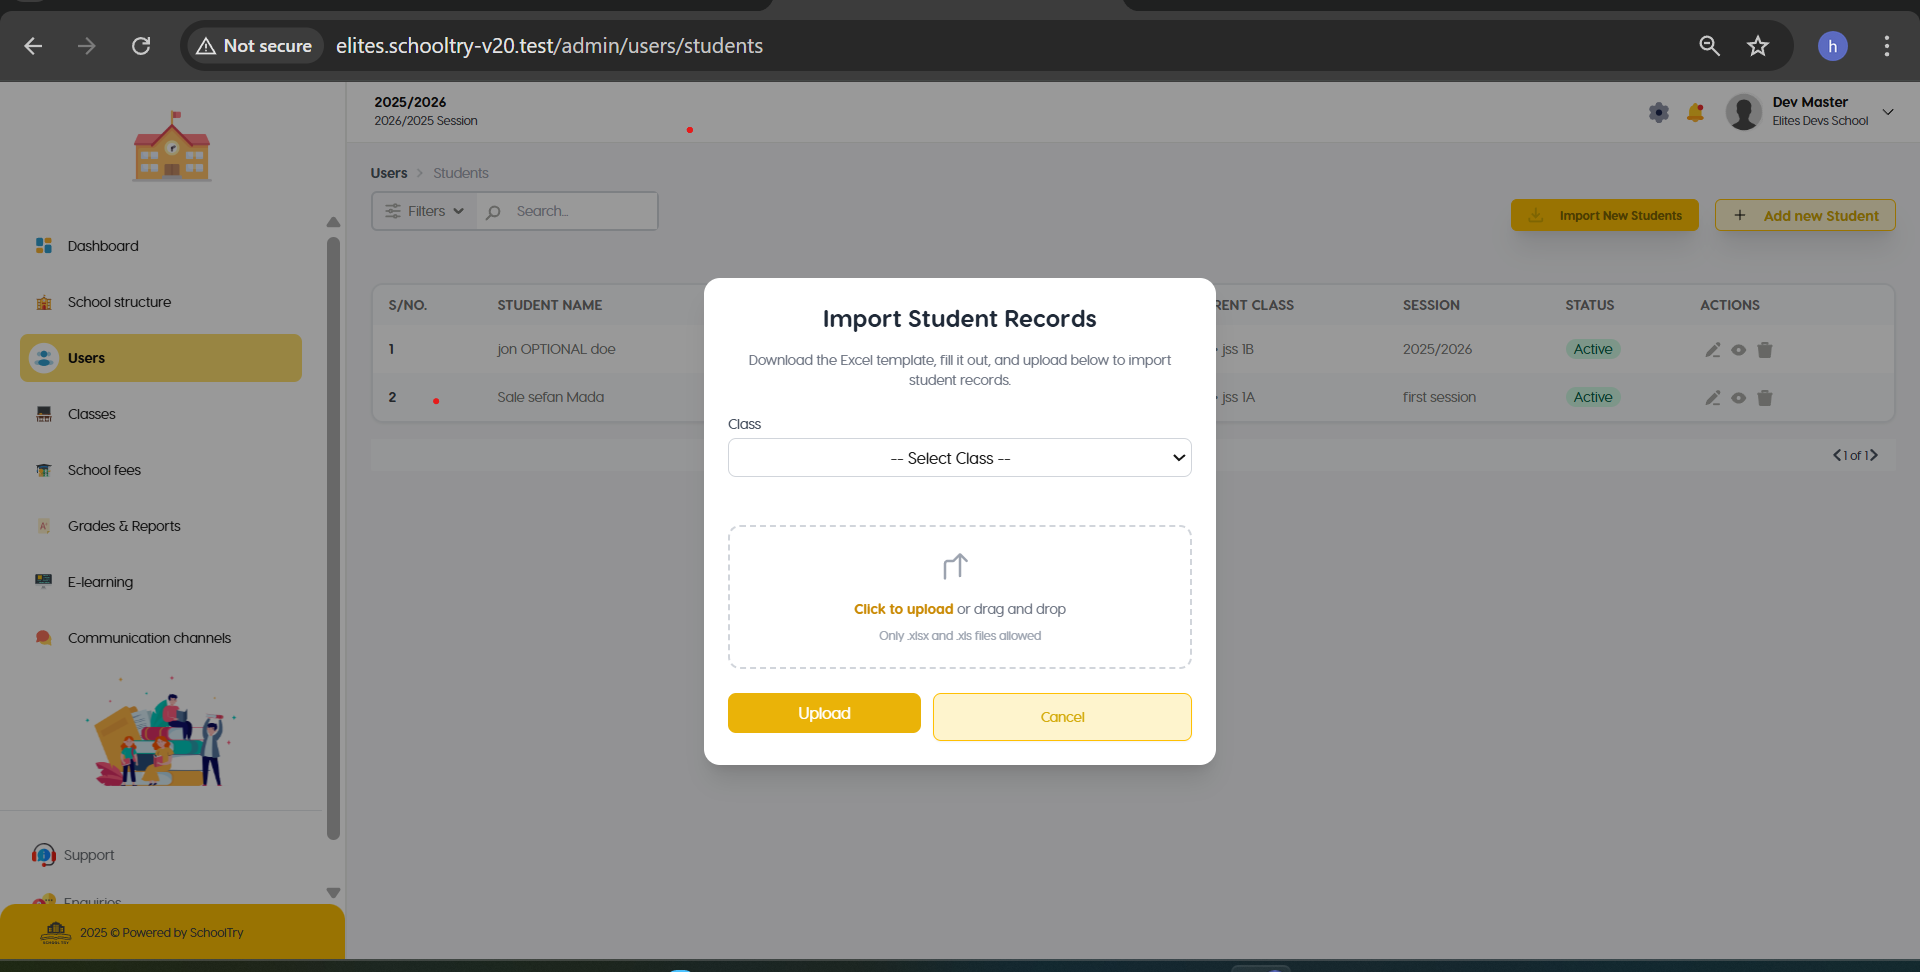 Not secure
elites.schooltry-v20.test/admin/users/students
h
2025/2026
2026/2025 Session
Dev Master
Elites Devs School
Users > Students
Filters
Search...
Import New Students
+ Add new Student
Dashboard
School structure
Users
Classes
School fees
Grades & Reports
E-learning
Communication channels
Support
Enquiries
2025 © Powered by SchoolTry
S/NO. STUDENT NAME RENT CLASS SESSION STATUS ACTIONS
1 jon OPTIONAL doe jss 1B 2025/2026 Active
2 Sale sefan Mada jss 1A first session Active
1 of 1
Import Student Records
Download the Excel template, fill it out, and upload below to import
student records.
Class
-- Select Class --
Click to upload or drag and drop
Only .xlsx and .xls files allowed
Upload
Cancel